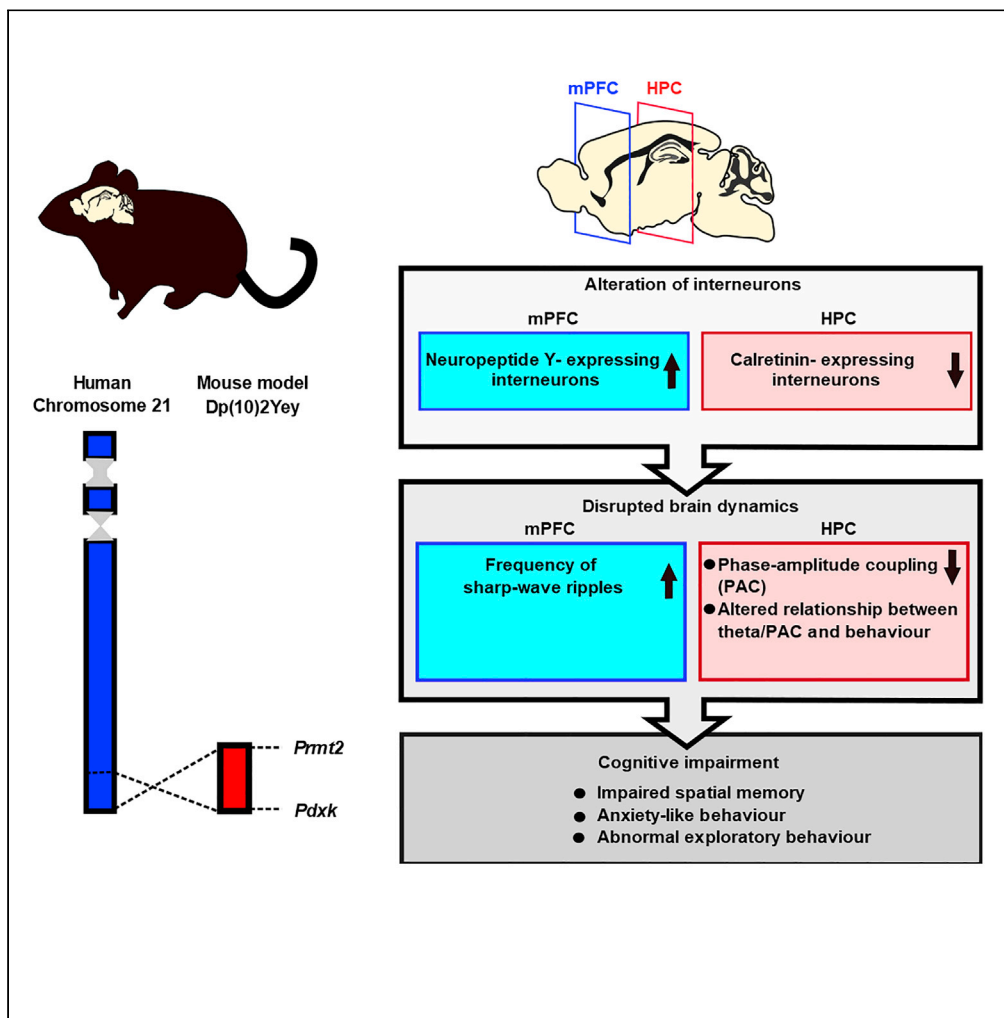 mPFC
HPC
Human
Chromosome 21
Mouse model
Dp(10)2Yey
Prmt2
Pdxk
Alteration of interneurons
mPFC
HPC
Neuropeptide Y- expressing
interneurons
Calretinin- expressing
interneurons
Disrupted brain dynamics
mPFC
HPC
Frequency of
sharp-wave ripples
● Phase-amplitude coupling
(PAC)
● Altered relationship between
theta/PAC and behaviour
Cognitive impairment
● Impaired spatial memory
● Anxiety-like behaviour
● Abnormal exploratory behaviour